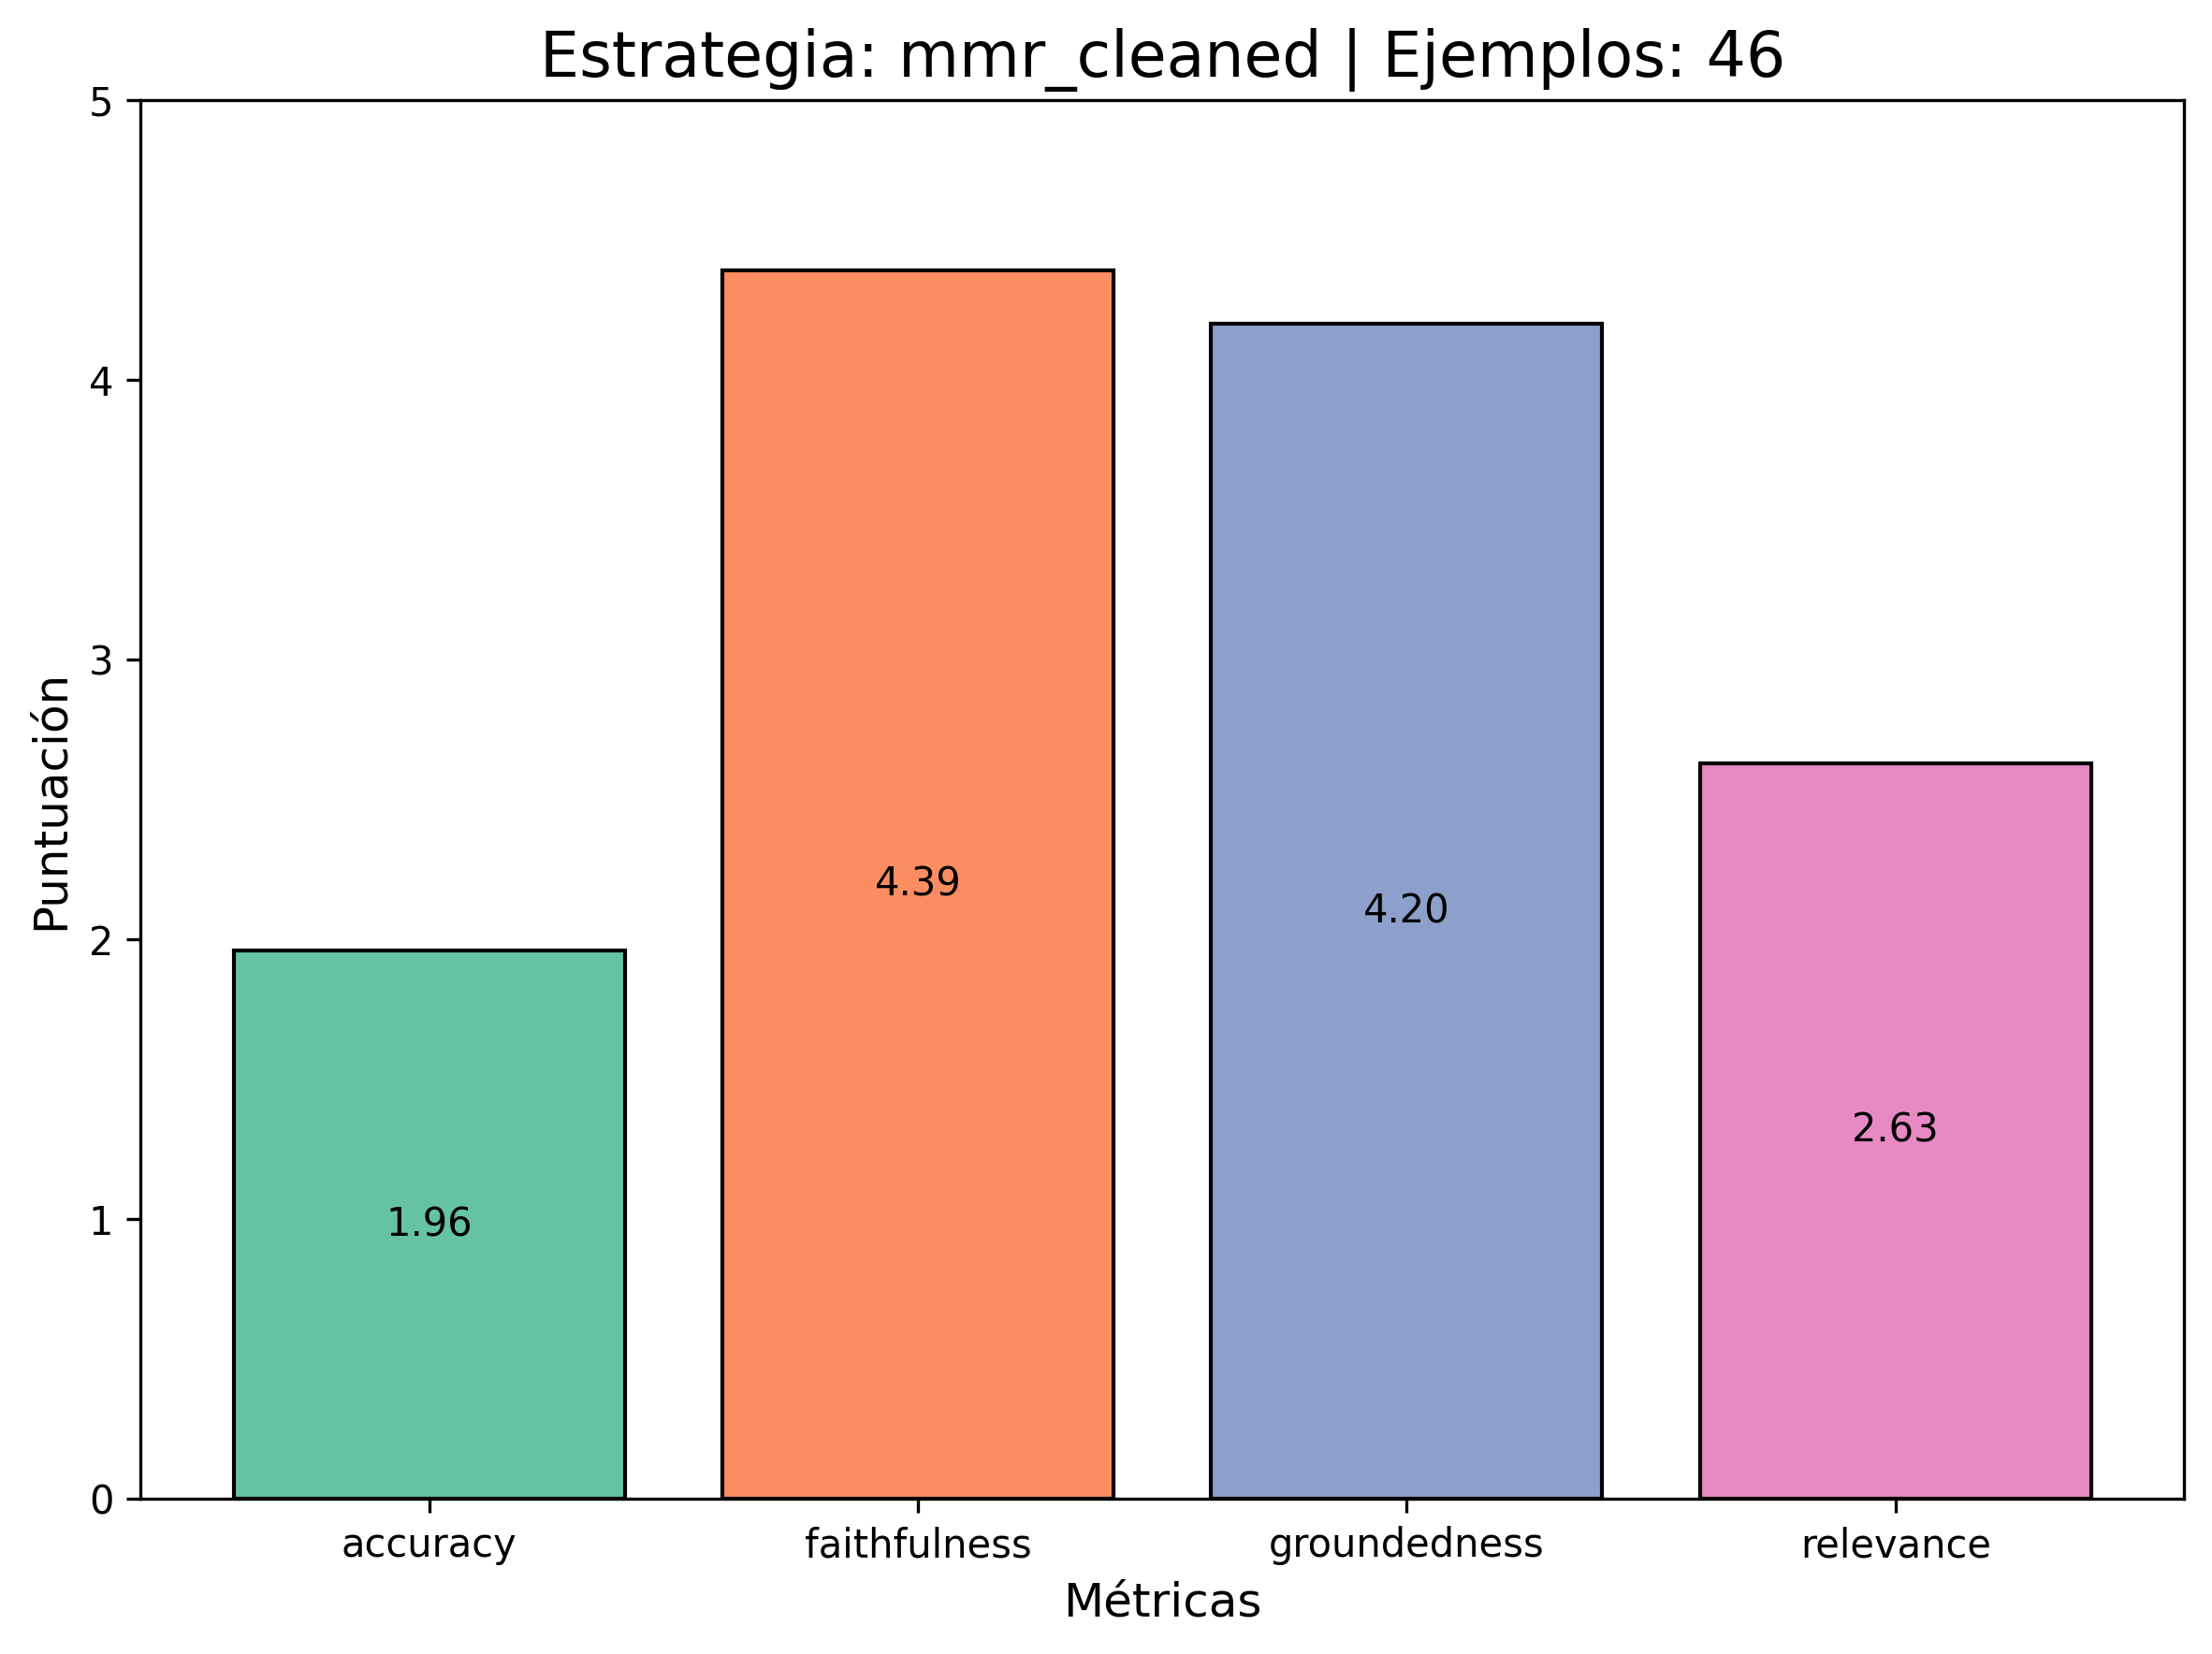 Estrategia: mmr_cleaned | Ejemplos: 46
5
4
3
2
1
0
Puntuación
1.96
4.39
4.20
2.63
accuracy
faithfulness
groundedness
relevance
Métricas